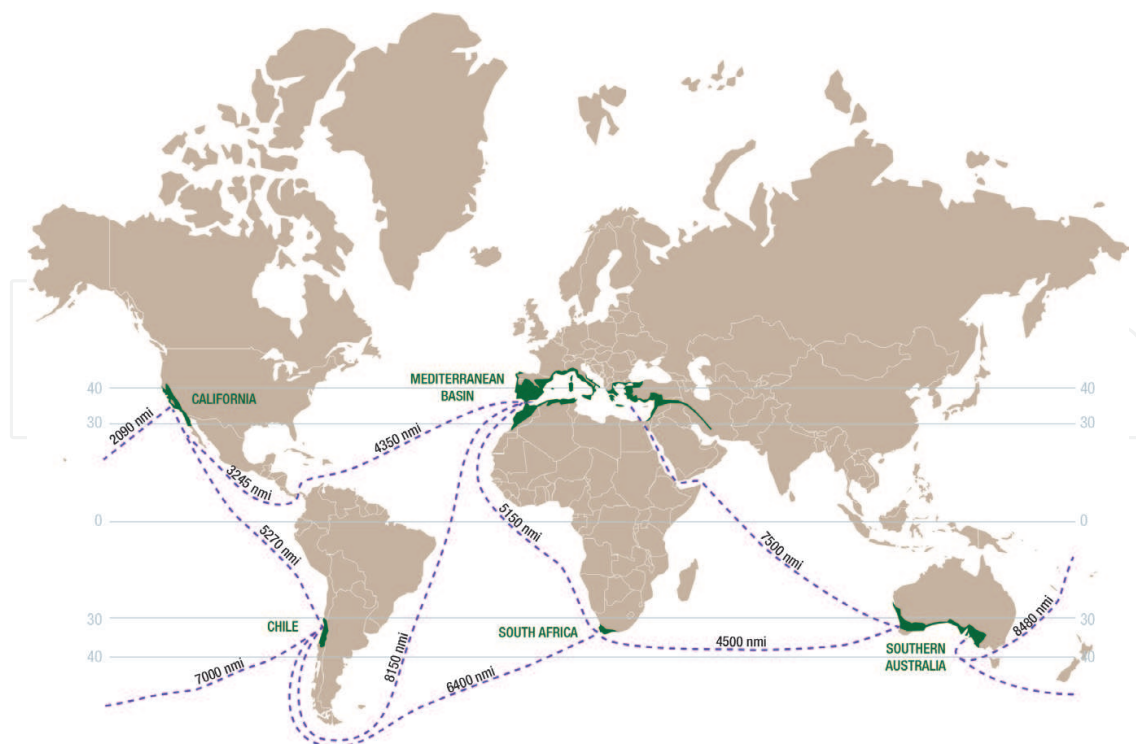 MEDITERRANEAN
BASIN
40
CALIFORNIA
40
30
30
2090 nmi
4350 nmi
3245 nmi
0
5150 nmi
0
5270 nmi
7500 nmi
30
CHILE
SOUTH AFRICA
30
8480 nmi
4500 nmi
SOUTHERN
AUSTRALIA
40
40
7000 nmi
8150 nmi
6400 nmi